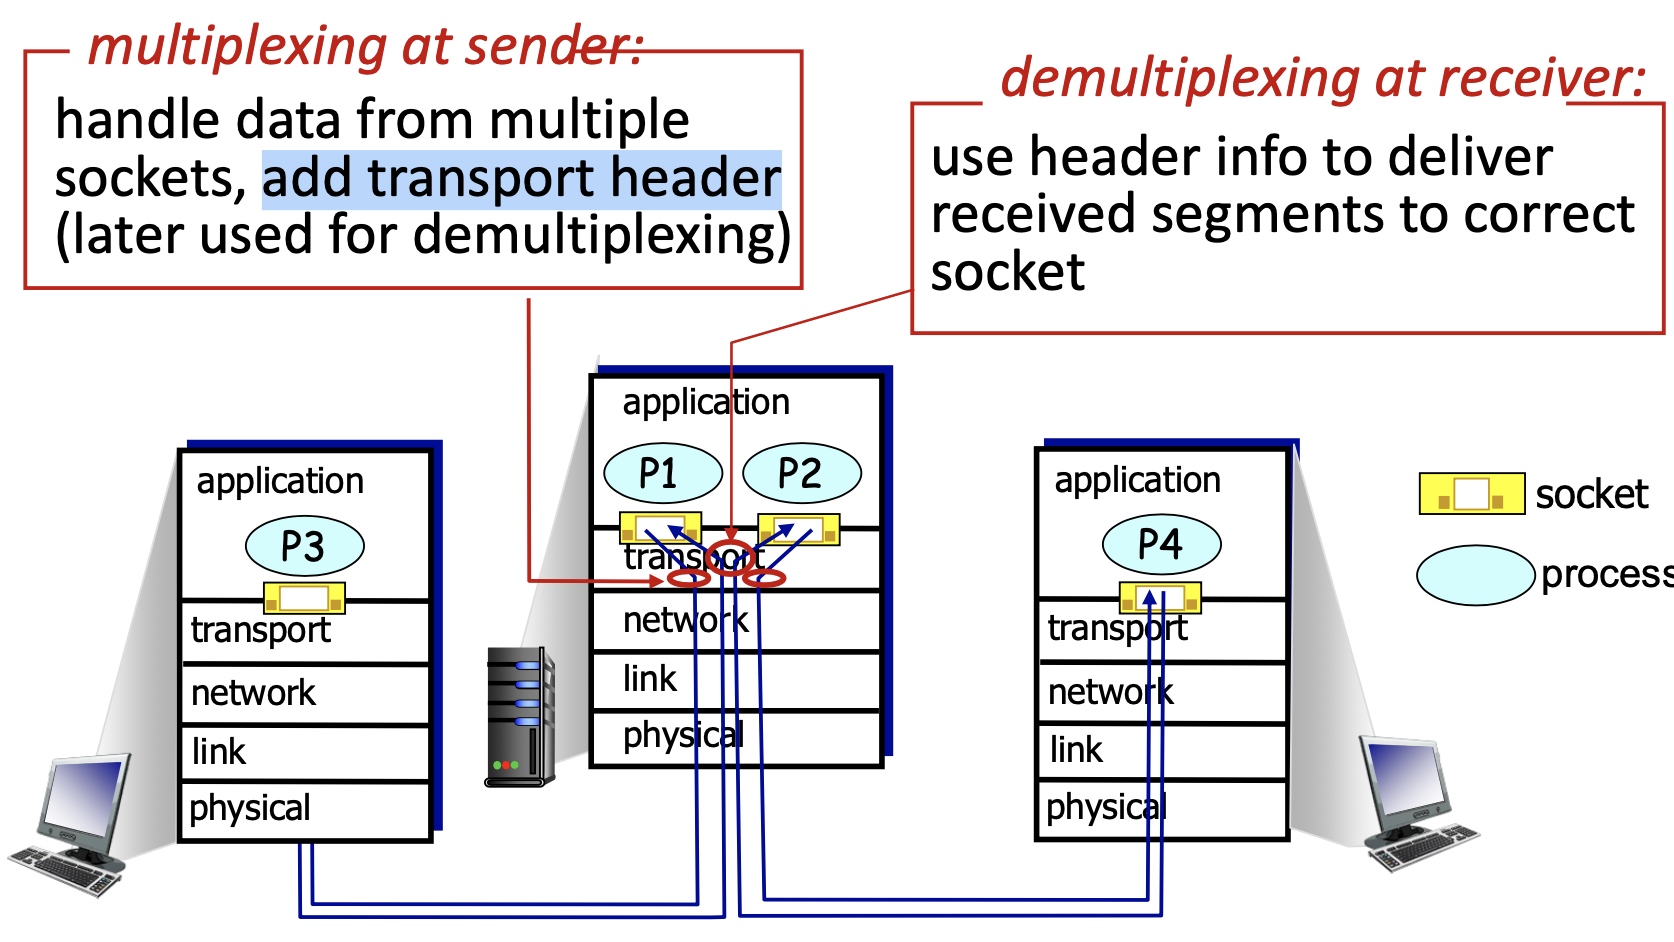 multiplexing at sender:
handle data from multiple
sockets, add transport header
(later used for demultiplexing)
demultiplexing at receiver:
use header info to deliver
received segments to correct
socket
application
P3
transport
network
link
physical
application
P1 P2
transport
network
link
physical
application
P4
transport
network
link
physical
socket
process